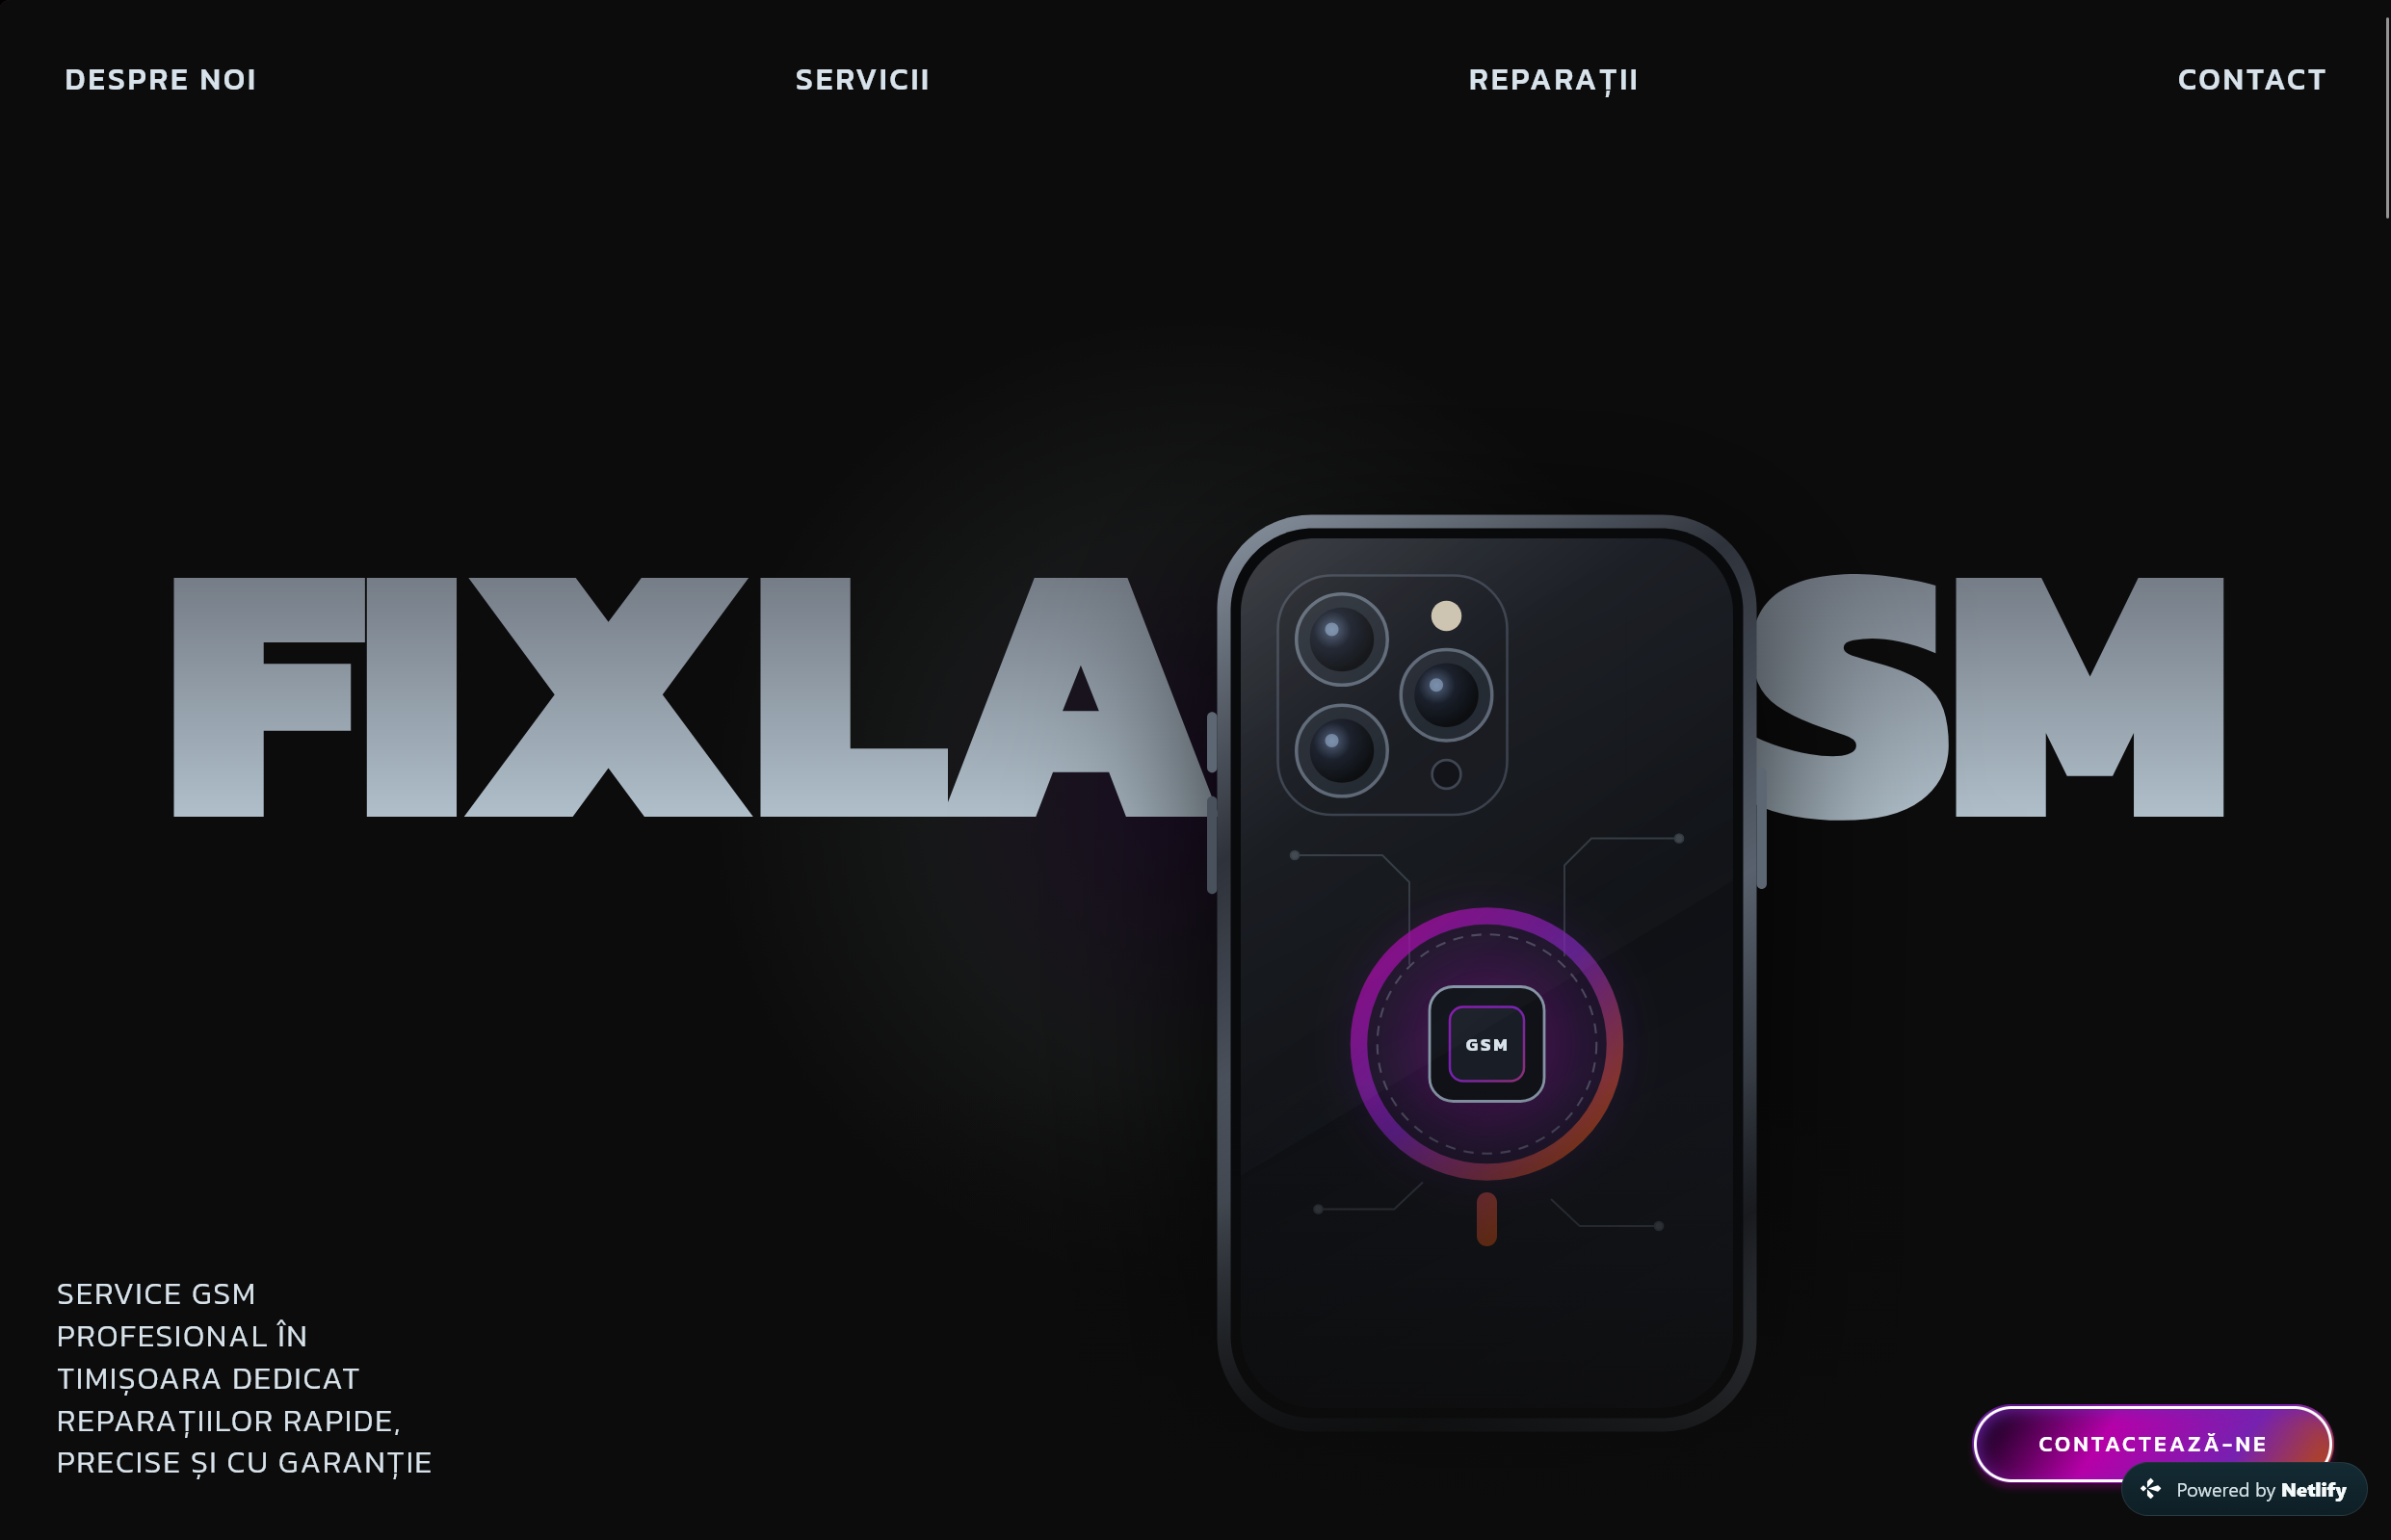 DESPRE NOI
SERVICII
REPARAȚII
CONTACT
FIXLA SM
GSM
SERVICE GSM
PROFESIONAL ÎN
TIMIȘOARA DEDICAT
REPARAȚIILOR RAPIDE,
PRECISE ȘI CU GARANȚIE
CONTACTEAZĂ-NE
Powered by Netlify